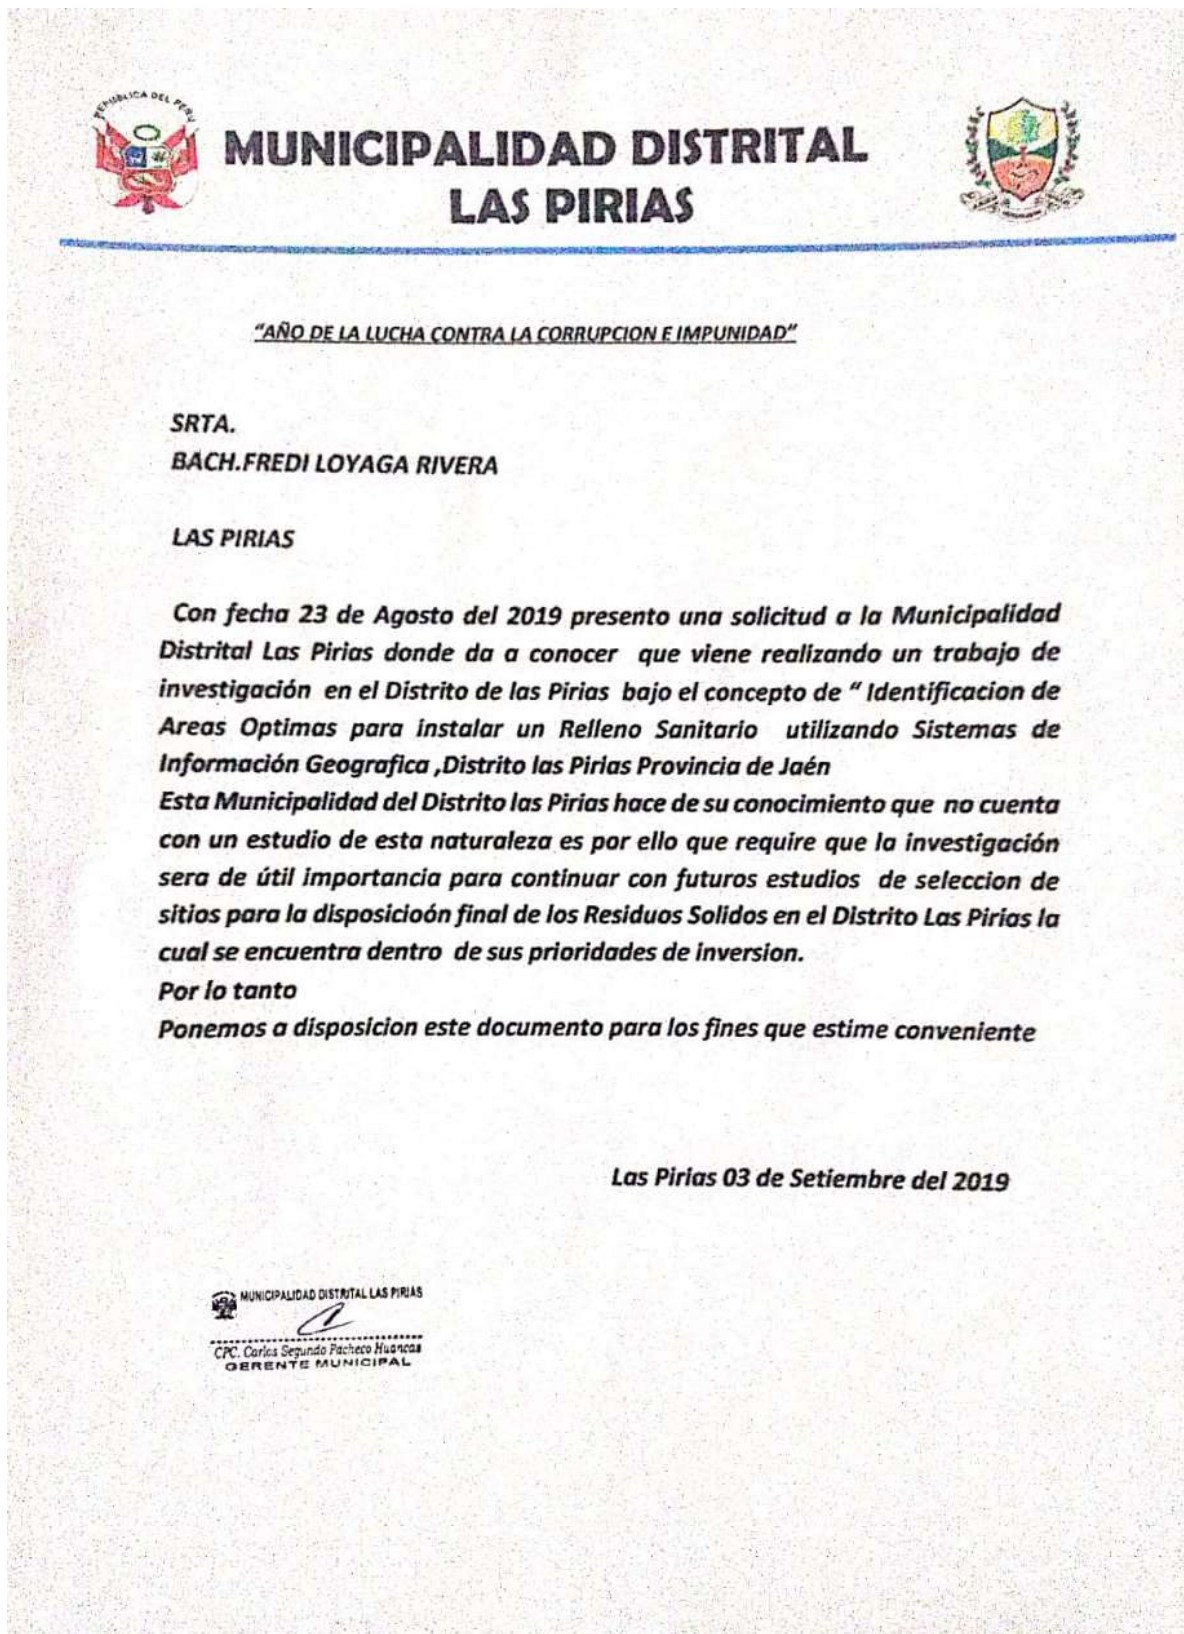 REPÚBLICA DEL PERÚ
MUNICIPALIDAD DISTRITAL
LAS PIRIAS
"AÑO DE LA LUCHA CONTRA LA CORRUPCION E IMPUNIDAD"
SRTA.
BACH.FREDI LOYAGA RIVERA
LAS PIRIAS
Con fecha 23 de Agosto del 2019 presento una solicitud a la Municipalidad
Distrital Las Pirias donde da a conocer que viene realizando un trabajo de
investigación en el Distrito de las Pirias bajo el concepto de " Identificacion de
Areas Optimas para instalar un Relleno Sanitario utilizando Sistemas de
Información Geografica ,Distrito las Pirias Provincia de Jaén
Esta Municipalidad del Distrito las Pirias hace de su conocimiento que no cuenta
con un estudio de esta naturaleza es por ello que require que la investigación
sera de útil importancia para continuar con futuros estudios de seleccion de
sitios para la disposicioón final de los Residuos Solidos en el Distrito Las Pirias la
cual se encuentra dentro de sus prioridades de inversion.
Por lo tanto
Ponemos a disposicion este documento para los fines que estime conveniente
Las Pirias 03 de Setiembre del 2019
MUNICIPALIDAD DISTRITAL LAS PIRIAS
CPC. Carlos Segundo Pacheco Huancas
GERENTE MUNICIPAL